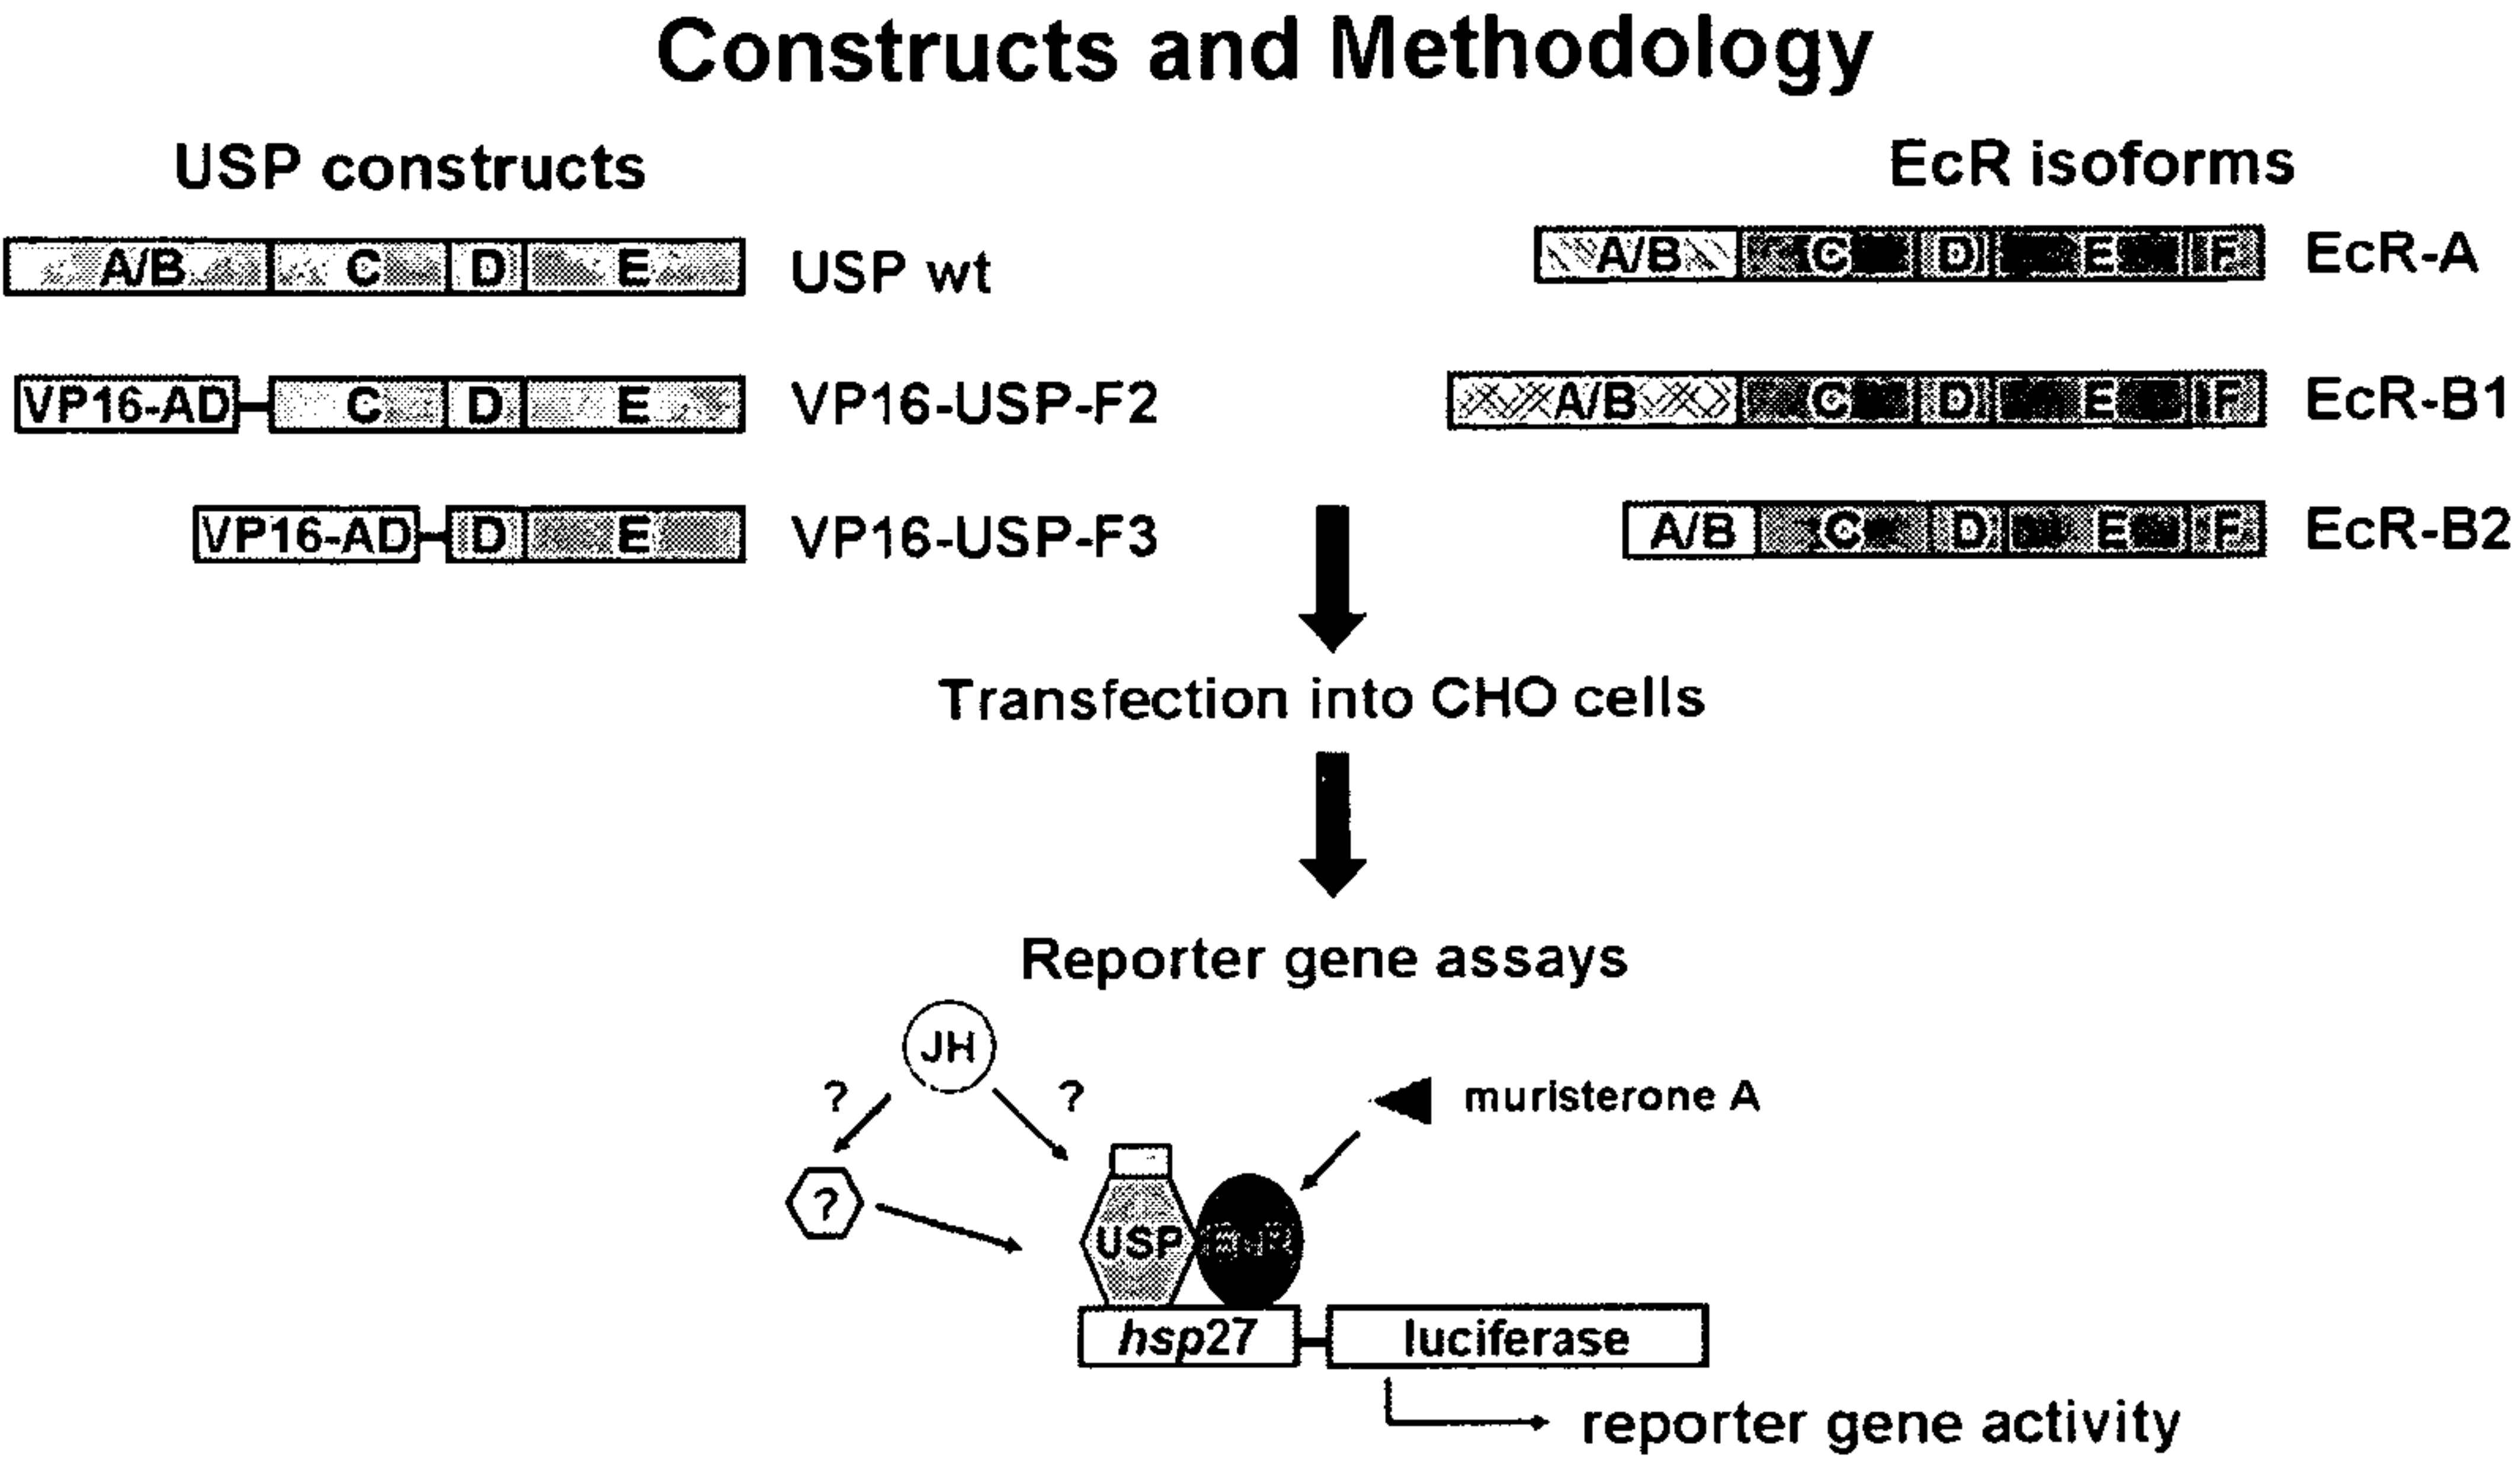 Constructs and Methodology
USP constructs
EcR isoforms
A/B C D E USP wt
A/B C D E F EcR-A
VP16-AD C D E VP16-USP-F2
A/B C D E F EcR-B1
VP16-AD D E VP16-USP-F3
A/B C D E F EcR-B2
Transfection into CHO cells
Reporter gene assays
JH
? ?
muristerone A
?
USP EcR
hsp27 luciferase
reporter gene activity